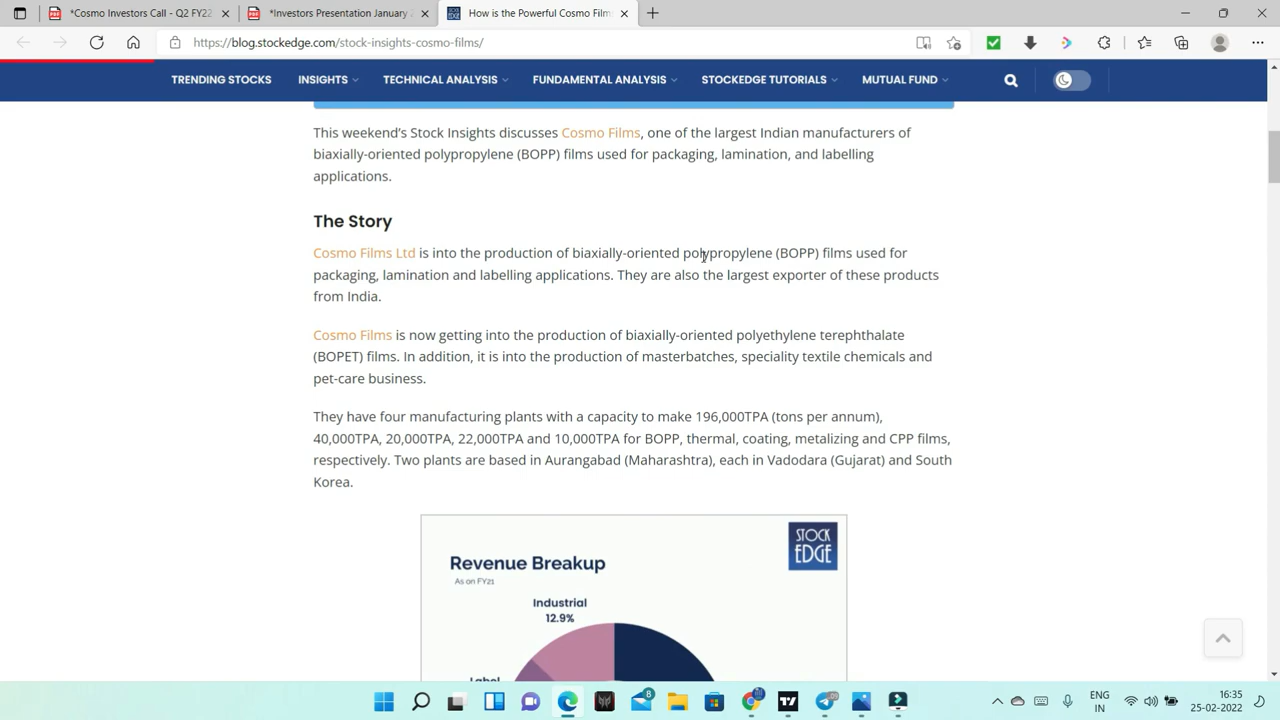 *Cosmo Investors Call - Q2 FY22
*Investors Presentation January
How is the Powerful Cosmo Film
https://blog.stockedge.com/stock-insights-cosmo-films/
TRENDING STOCKS INSIGHTS TECHNICAL ANALYSIS FUNDAMENTAL ANALYSIS STOCKEDGE TUTORIALS MUTUAL FUND
This weekend's Stock Insights discusses Cosmo Films, one of the largest Indian manufacturers of
biaxially-oriented polypropylene (BOPP) films used for packaging, lamination, and labelling
applications.
The Story
Cosmo Films Ltd is into the production of biaxially-oriented polypropylene (BOPP) films used for
packaging, lamination and labelling applications. They are also the largest exporter of these products
from India.
Cosmo Films is now getting into the production of biaxially-oriented polyethylene terephthalate
(BOPET) films. In addition, it is into the production of masterbatches, speciality textile chemicals and
pet-care business.
They have four manufacturing plants with a capacity to make 196,000TPA (tons per annum),
40,000TPA, 20,000TPA, 22,000TPA and 10,000TPA for BOPP, thermal, coating, metalizing and CPP films,
respectively. Two plants are based in Aurangabad (Maharashtra), each in Vadodara (Gujarat) and South
Korea.
STOCK
EDGE
Revenue Breakup
As on FY21
Industrial
12.9%
Label
8
ENG
IN
16:35
25-02-2022